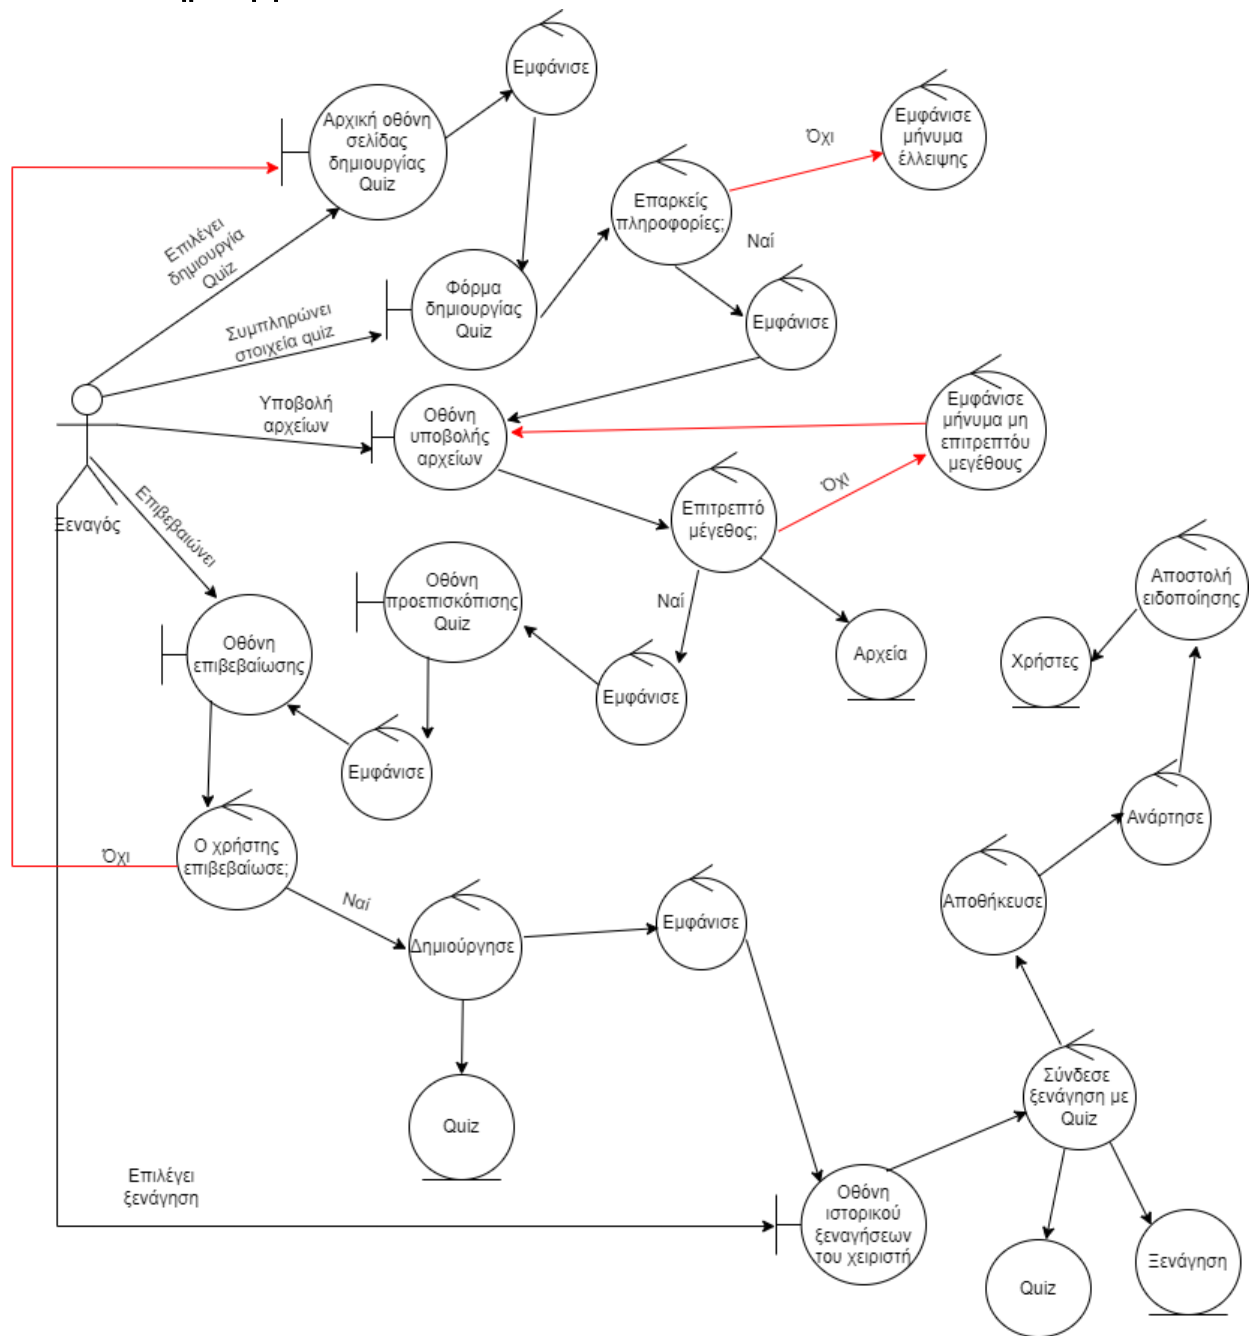 Εμφάνισε
Αρχική οθόνη
σελίδας
δημιουργίας
Quiz
Εμφάνισε
μήνυμα
έλλειψης
Όχι
Επαρκείς
πληροφορίες;
Ναί
Επιλέγει
δημιουργία
Quiz
Φόρμα
δημιουργίας
Quiz
Συμπληρώνει
στοιχεία quiz
Εμφάνισε
Υποβολή
αρχείων
Οθόνη
υποβολής
αρχείων
Εμφάνισε
μήνυμα μη
επιτρεπτόυ
μεγέθους
Όχι
Επιτρεπτό
μέγεθος;
Ξεναγός
Επιβεβαιώνει
Οθόνη
προεπισκόπισης
Quiz
Ναί
Αποστολή
ειδοποίησης
Οθόνη
επιβεβαίωσης
Αρχεία
Χρήστες
Εμφάνισε
Εμφάνισε
Ανάρτησε
Όχι
Ο χρήστης
επιβεβαίωσε;
Ναί
Δημιούργησε
Εμφάνισε
Αποθήκευσε
Quiz
Σύνδεσε
ξενάγηση με
Quiz
Επιλέγει
ξενάγηση
Οθόνη
ιστορικού
ξεναγήσεων
του χειριστή
Quiz
Ξενάγηση